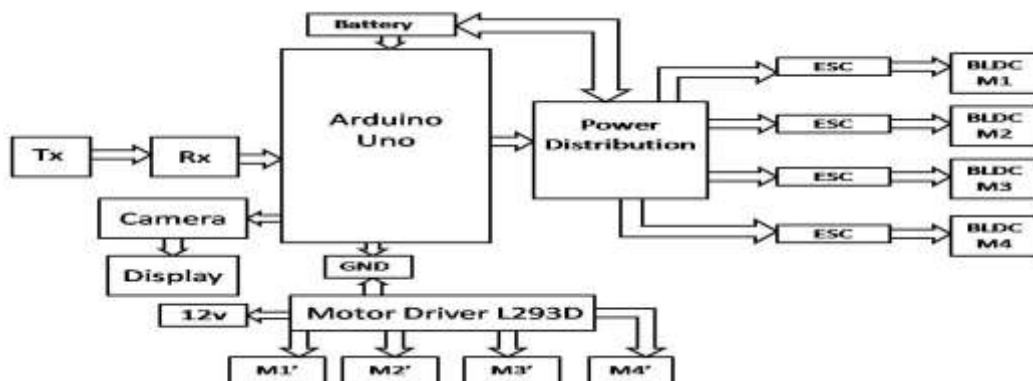 Battery
Arduino
Uno
Power
Distribution
ESC
BLDC
M1
ESC
BLDC
M2
ESC
BLDC
M3
ESC
BLDC
M4
Tx
Rx
Camera
Display
GND
12v
Motor Driver L293D
M1'
M2'
M3'
M4'